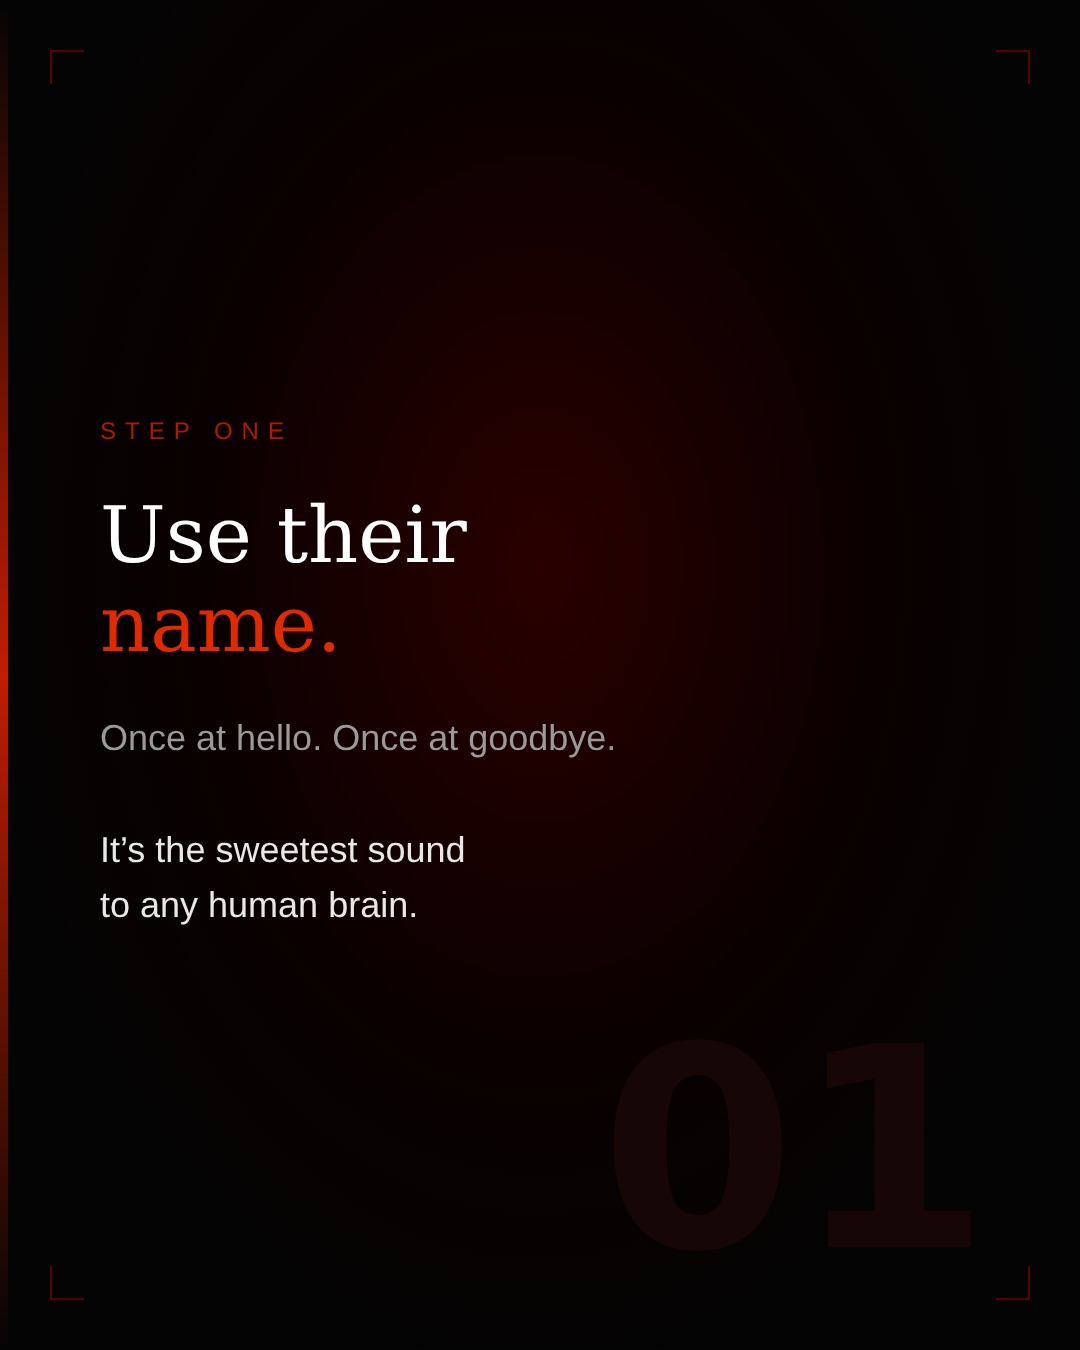 STEP ONE
Use their
name.
Once at hello. Once at goodbye.
It’s the sweetest sound
to any human brain.
01